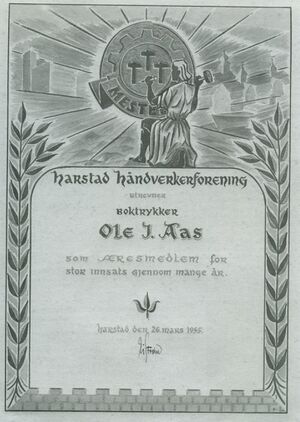 MESTER
Harstad Håndverkerforening
utnevner
Boktrykker
Ole J. Aas
som Æresmedlem for
stor innsats gjennom mange år.
Harstad den 26. mars 1955.